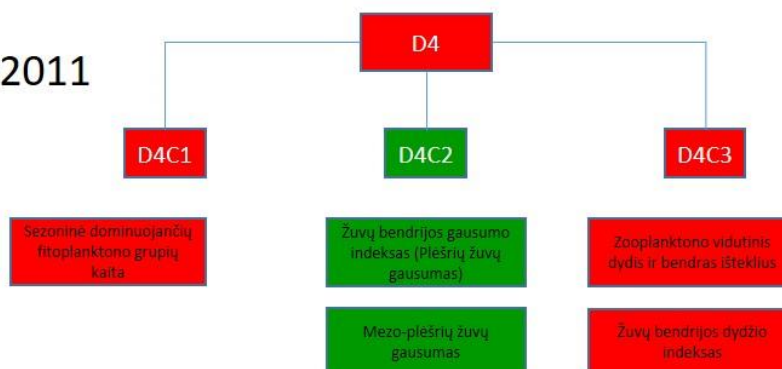 D4
2011
D4C1
D4C2
D4C3
Sezoninė dominuojančių
fitoplanktono grupių
kaita
Žuvų bendrijos gausumo
indeksas (Plėšrių žuvų
gausumas)
Zooplanktono vidutinis
dydis ir bendras išteklius
Mezo-plėšrių žuvų
gausumas
Žuvų bendrijos dydžio
indeksas